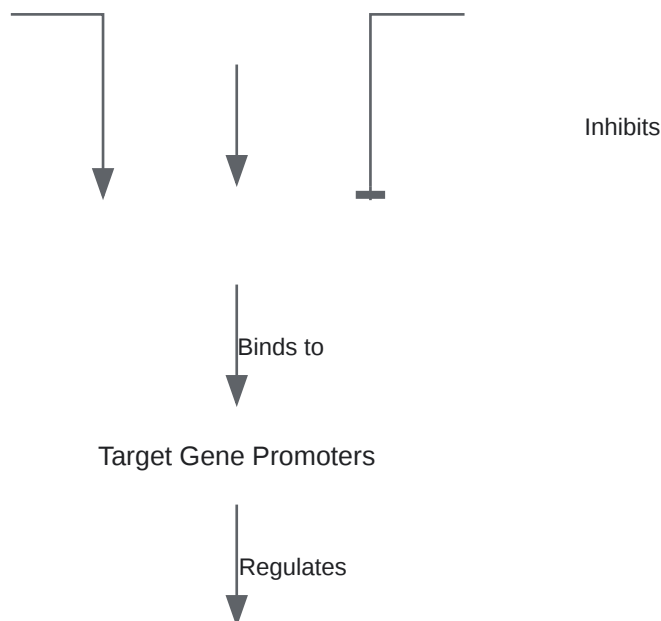 Inhibits
Binds to
Target Gene Promoters
Regulates